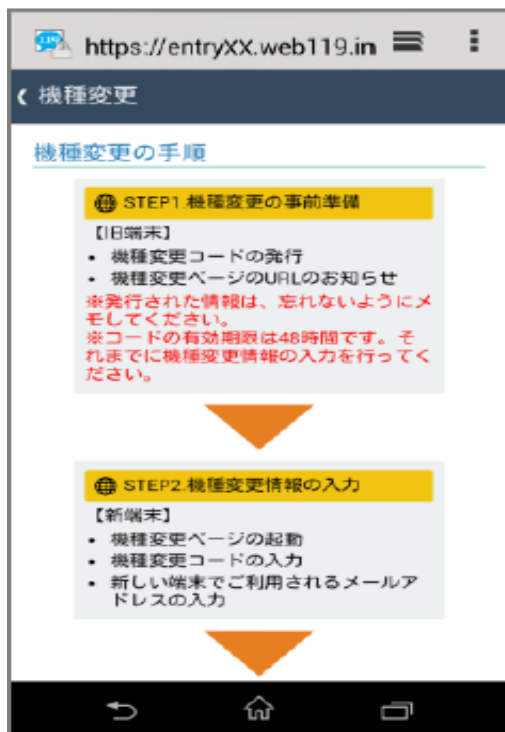 https://entryXX.web119.in
機種変更
機種変更の手順
STEP1.機種変更の事前準備
【旧端末】
• 機種変更コードの発行
• 機種変更ページのURLのお知らせ
※発行された情報は、忘れないようにメ
モしてください。
※コードの有効期限は48時間です。そ
れまでに機種変更情報の入力を行ってく
ださい。
STEP2.機種変更情報の入力
【新端末】
• 機種変更ページの起動
• 機種変更コードの入力
• 新しい端末でご利用されるメールア
ドレスの入力